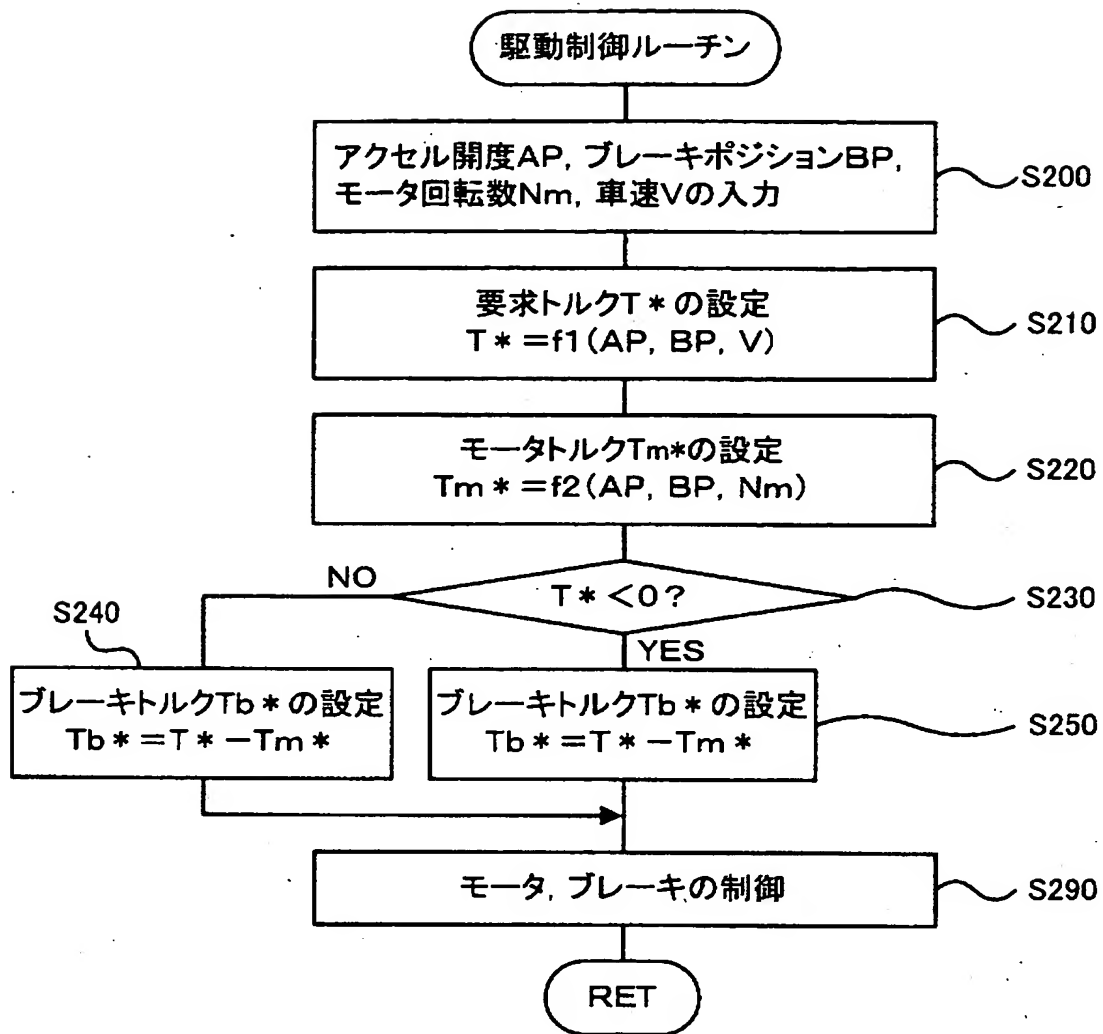 駆動制御ルーチン
アクセル開度AP, ブレーキポジションBP,
モータ回転数Nm, 車速Vの入力
S200
要求トルクT*の設定
T*=f1(AP, BP, V)
S210
モータトルクTm*の設定
Tm*=f2(AP, BP, Nm)
S220
NO
T*<0?
S230
S240
YES
ブレーキトルクTb*の設定
Tb*=T*-Tm*
ブレーキトルクTb*の設定
Tb*=T*-Tm*
S250
モータ, ブレーキの制御
S290
RET